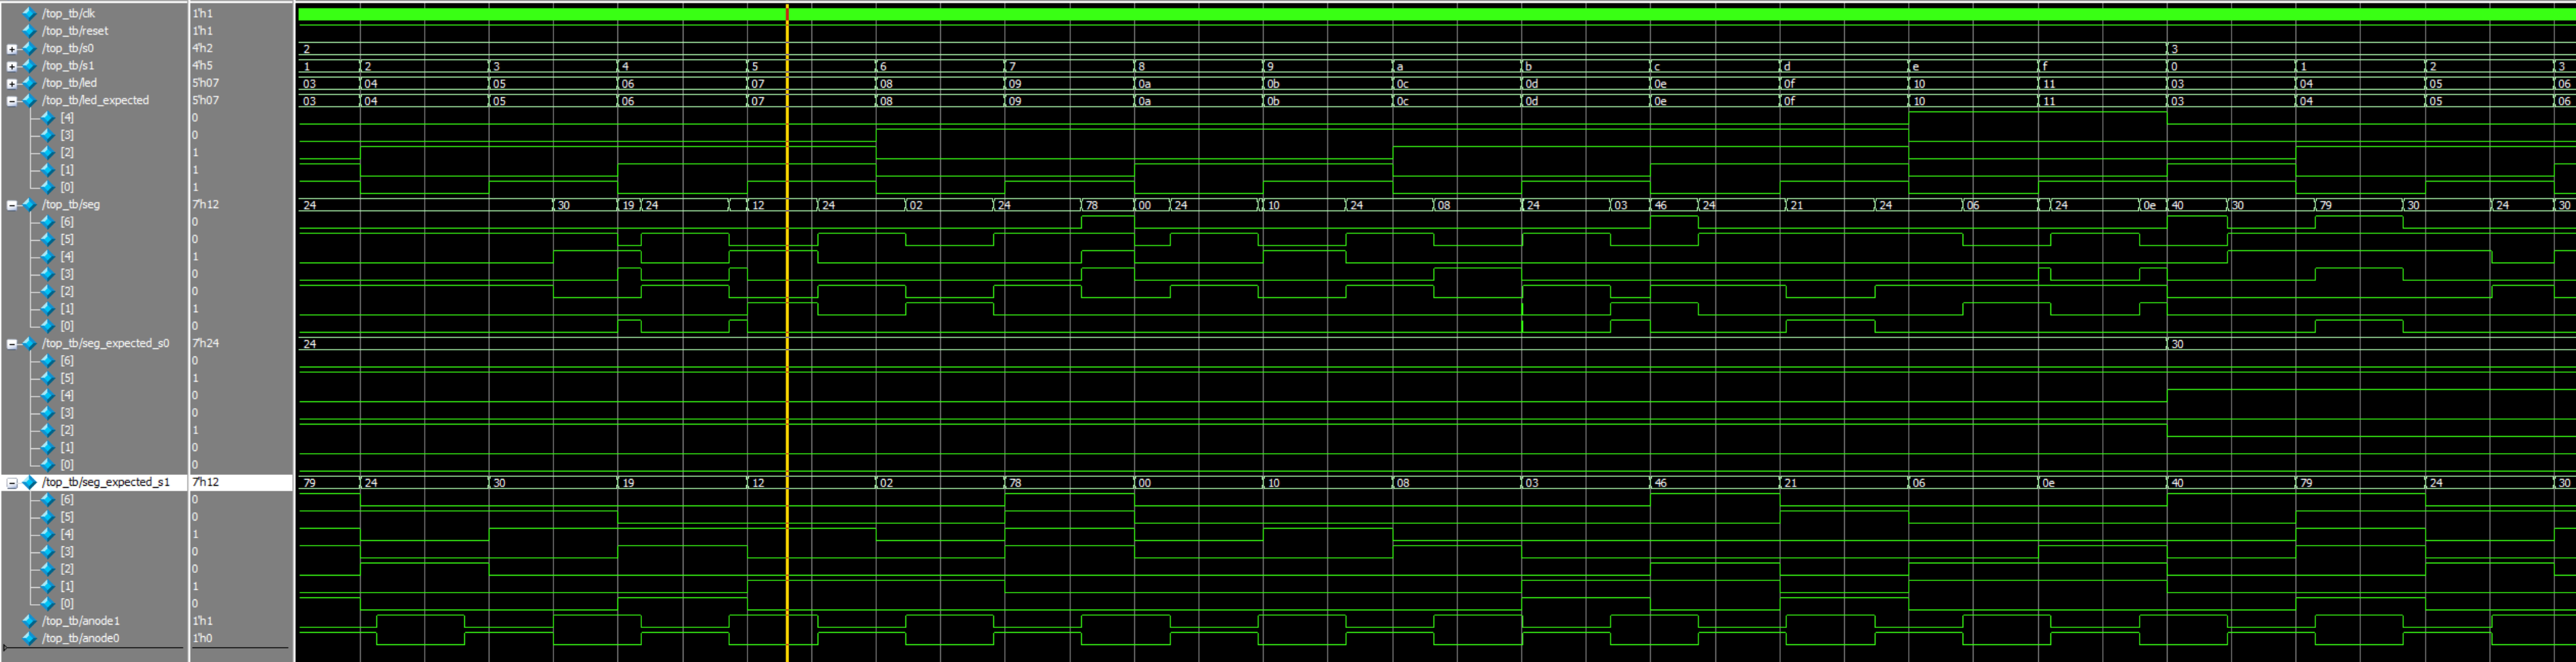 /top_tb/clk 1'h1
/top_tb/reset 1'h1
/top_tb/s0 4'h2 2 3
/top_tb/s1 4'h5 1 2 3 4 5 6 7 8 9 a b c d e f 0 1 2 3
/top_tb/led 5'h07 03 04 05 06 07 08 09 0a 0b 0c 0d 0e 0f 10 11 03 04 05 06
/top_tb/led_expected 5'h07 03 04 05 06 07 08 09 0a 0b 0c 0d 0e 0f 10 11 03 04 05 06
[4] 0
[3] 0
[2] 1
[1] 1
[0] 1
/top_tb/seg 7'h12 24 30 19 24 12 24 02 24 78 00 24 10 24 08 24 03 46 24 21 24 06 24 0e 40 30 79 30 24 30
[6] 0
[5] 0
[4] 1
[3] 0
[2] 0
[1] 1
[0] 0
/top_tb/seg_expected_s0 7'h24 24 30
[6] 0
[5] 1
[4] 0
[3] 0
[2] 1
[1] 0
[0] 0
/top_tb/seg_expected_s1 7'h12 79 24 30 19 12 02 78 00 10 08 03 46 21 06 0e 40 79 24 30
[6] 0
[5] 0
[4] 1
[3] 0
[2] 0
[1] 1
[0] 0
/top_tb/anode1 1'h1
/top_tb/anode0 1'h0